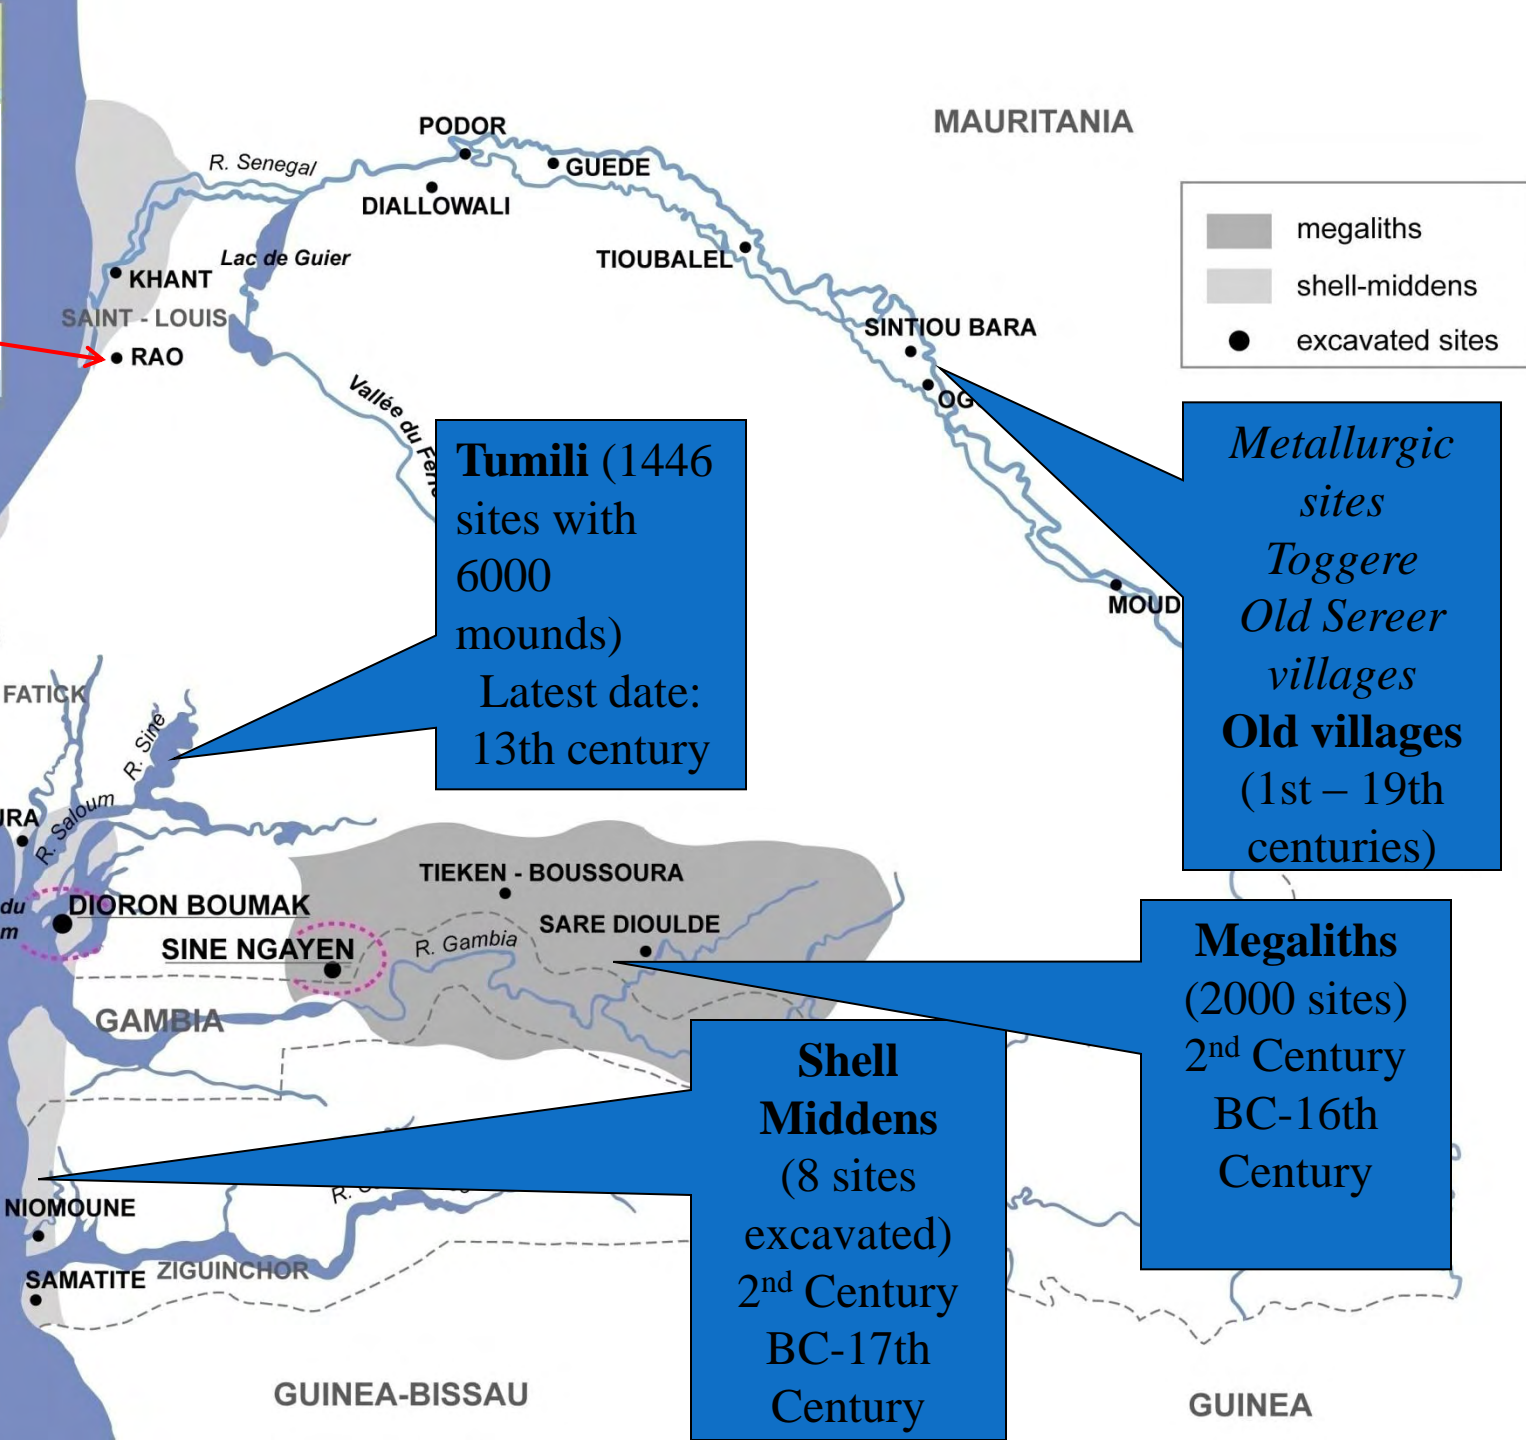 MAURITANIA
PODOR
R. Senegal
GUEDE
DIALLOWALI
Lac de Guier
TIOUBALEL
KHANT
SAINT - LOUIS
RAO
SINTIOU BARA
OG
Vallée du
megaliths
shell-middens
excavated sites
Tumili (1446
sites with
6000
mounds)
Latest date:
13th century
Metallurgic
sites
Toggere
Old Sereer
villages
Old villages
(1st – 19th
centuries)
MOUD
FATICK
R. Sine
URA
R. Saloum
du
m
DIORON BOUMAK
SINE NGAYEN
TIEKEN - BOUSSOURA
SARE DIOULDE
R. Gambia
GAMBIA
Megaliths
(2000 sites)
2nd Century
BC-16th
Century
Shell
Middens
(8 sites
excavated)
2nd Century
BC-17th
Century
NIOMOUNE
R.
SAMATITE
ZIGUINCHOR
GUINEA-BISSAU
GUINEA